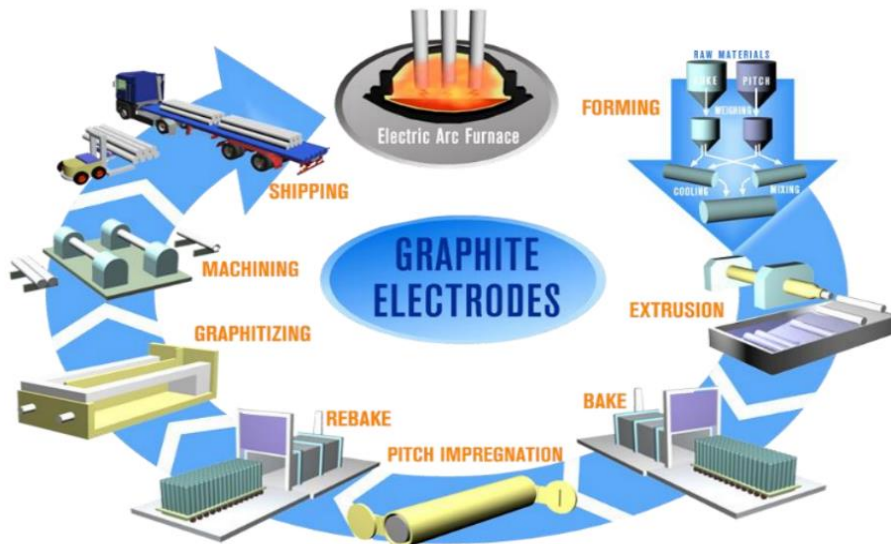 Electric Arc Furnace
RAW MATERIALS
COKE PITCH
WEIGHING
FORMING
COOLING MIXING
EXTRUSION
BAKE
PITCH IMPREGNATION
REBAKE
GRAPHITIZING
MACHINING
SHIPPING
GRAPHITE
ELECTRODES